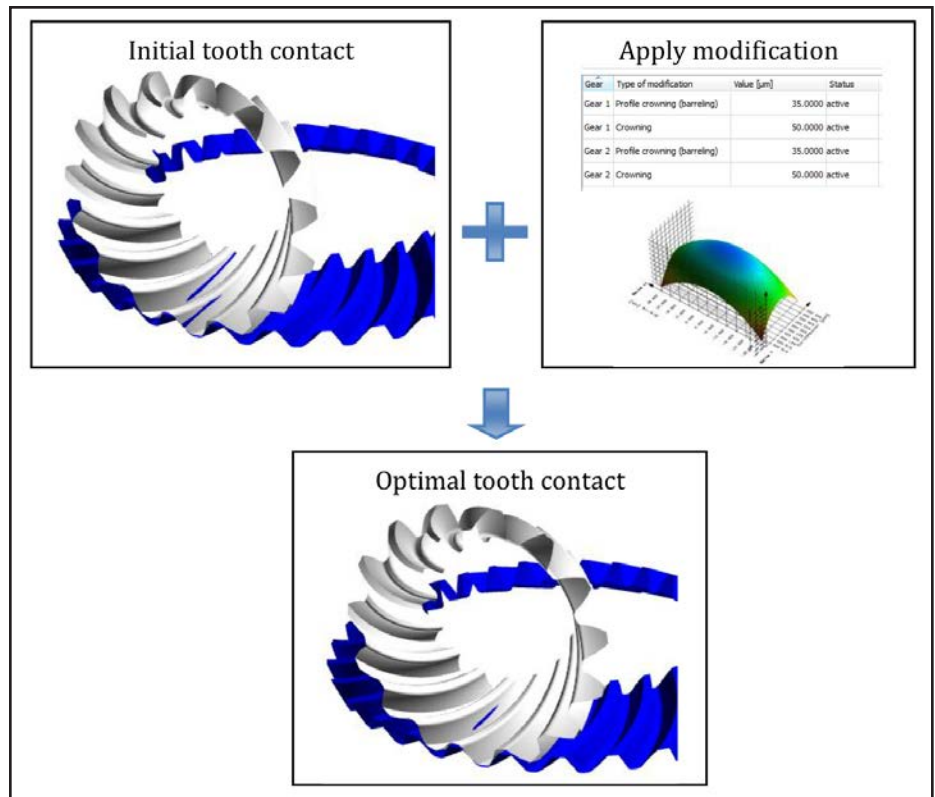 Initial tooth contact
Apply modification
Gear Type of modification Value [µm] Status
Gear 1 Profile crowning (barreling) 35.0000 active
Gear 1 Crowning 50.0000 active
Gear 2 Profile crowning (barreling) 35.0000 active
Gear 2 Crowning 50.0000 active
Optimal tooth contact